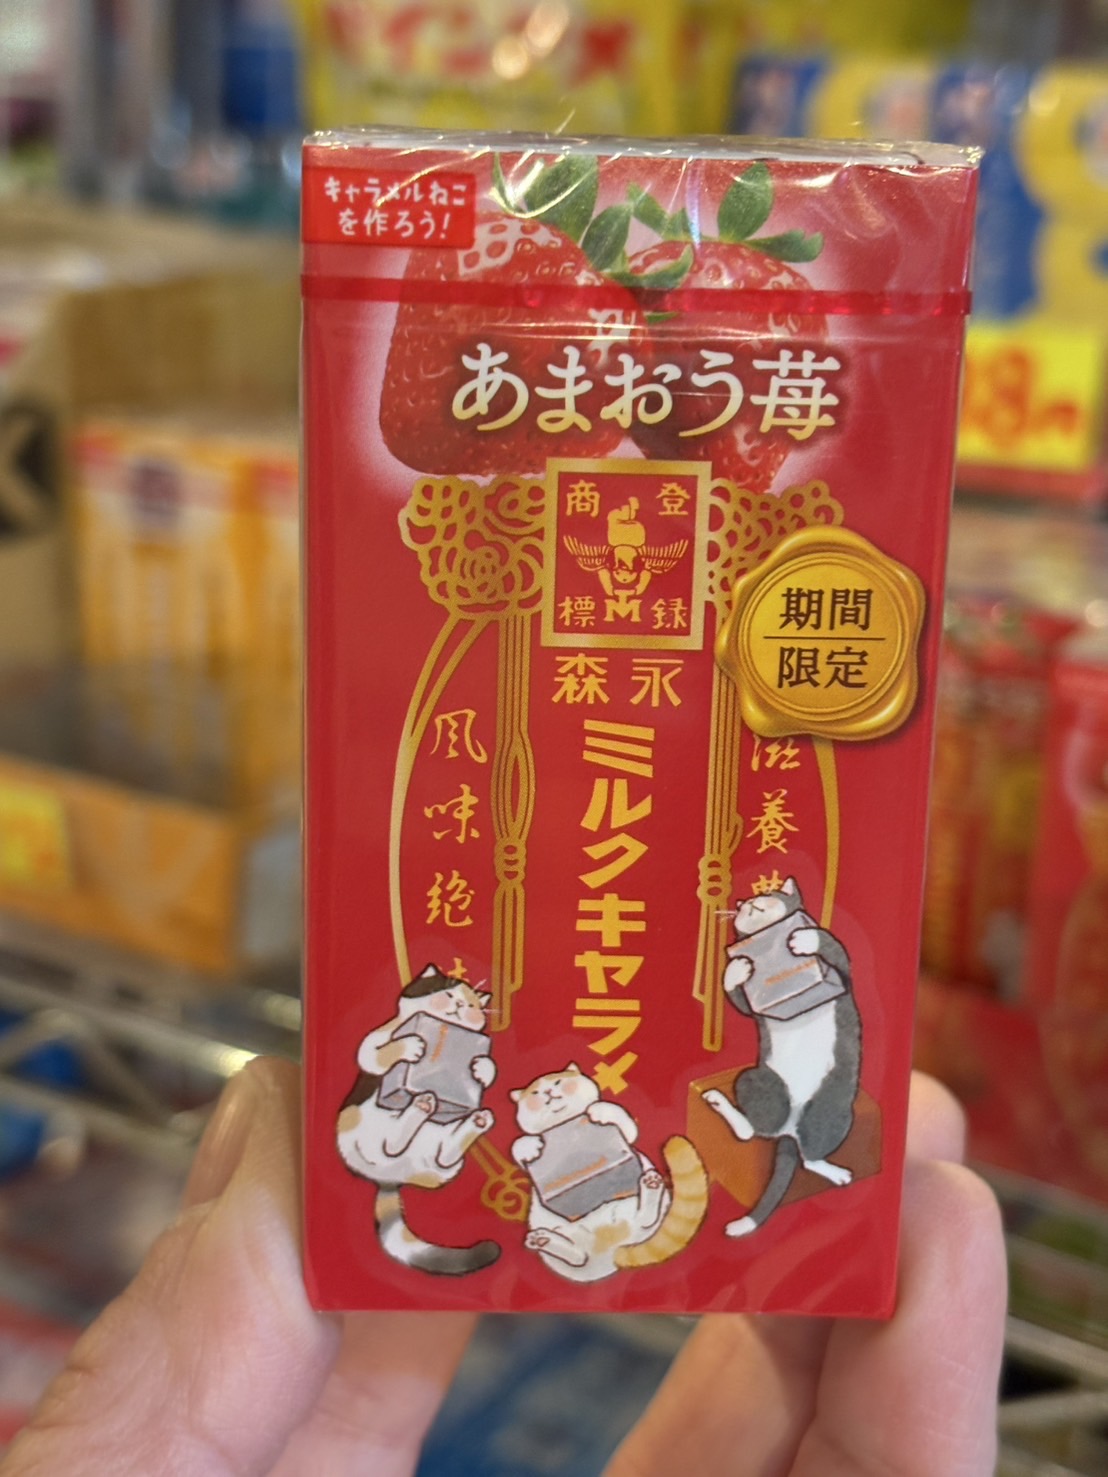 キャラメルねこ
を作ろう!
あまおう苺
商登
標録
森永
ミルクキャラメ
期間
限定
滋養
風味絶